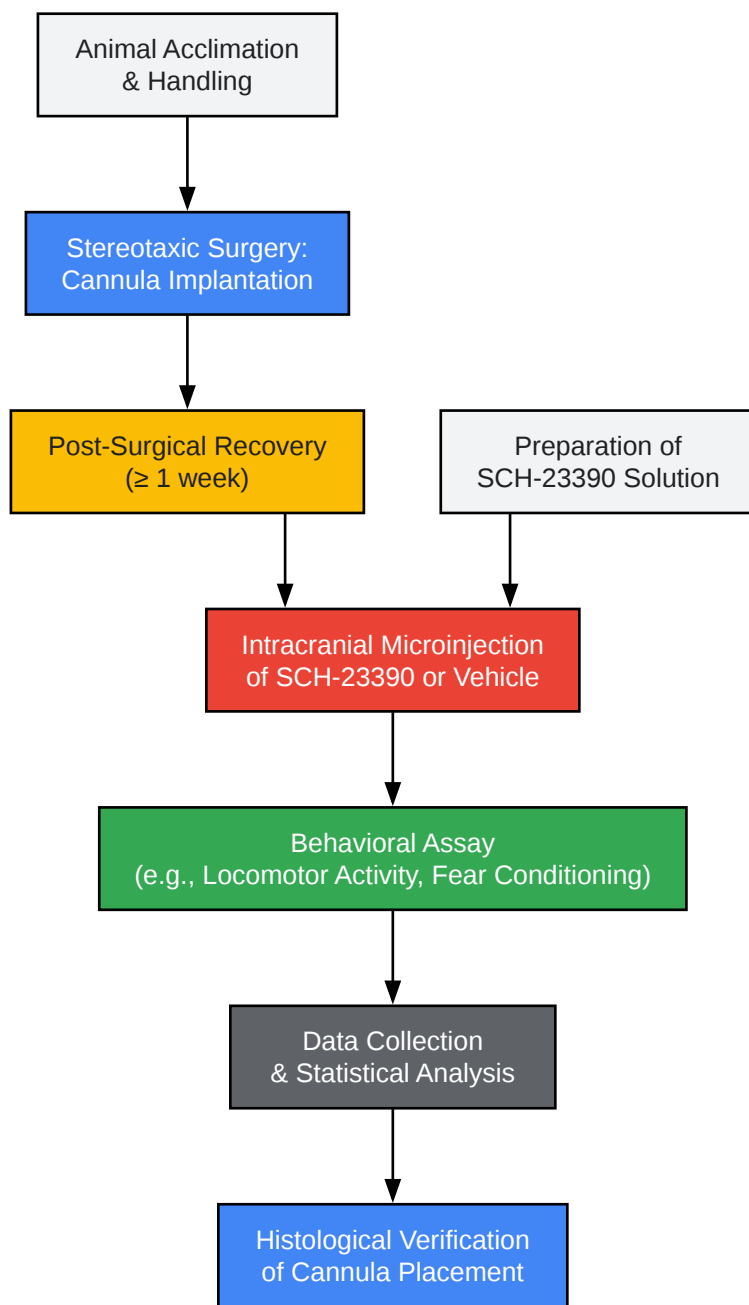 Animal Acclimation
& Handling
Stereotaxic Surgery:
Cannula Implantation
Post-Surgical Recovery
(≥ 1 week)
Preparation of
SCH-23390 Solution
Intracranial Microinjection
of SCH-23390 or Vehicle
Behavioral Assay
(e.g., Locomotor Activity, Fear Conditioning)
Data Collection
& Statistical Analysis
Histological Verification
of Cannula Placement